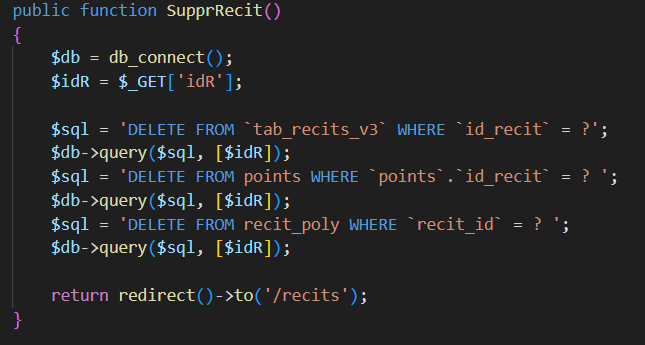 public function SupprRecit()
{
    $db = db_connect();
    $idR = $_GET['idR'];

    $sql = 'DELETE FROM `tab_recits_v3` WHERE `id_recit` = ?';
    $db->query($sql, [$idR]);
    $sql = 'DELETE FROM points WHERE `points`.`id_recit` = ? ';
    $db->query($sql, [$idR]);
    $sql = 'DELETE FROM recit_poly WHERE `recit_id` = ? ';
    $db->query($sql, [$idR]);

    return redirect()->to('/recits');
}